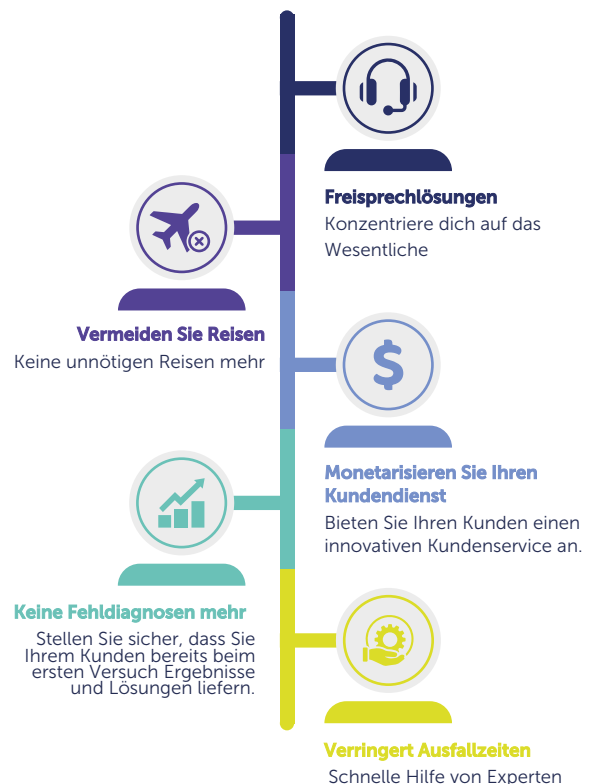 Freisprechlösungen
Konzentriere dich auf das
Wesentliche
Vermeiden Sie Reisen
Keine unnötigen Reisen mehr
$
Monetarisieren Sie Ihren
Kundendienst
Bieten Sie Ihren Kunden einen
innovativen Kundenservice an.
Keine Fehldiagnosen mehr
Stellen Sie sicher, dass Sie
Ihrem Kunden bereits beim
ersten Versuch Ergebnisse
und Lösungen liefern.
Verringert Ausfallzeiten
Schnelle Hilfe von Experten